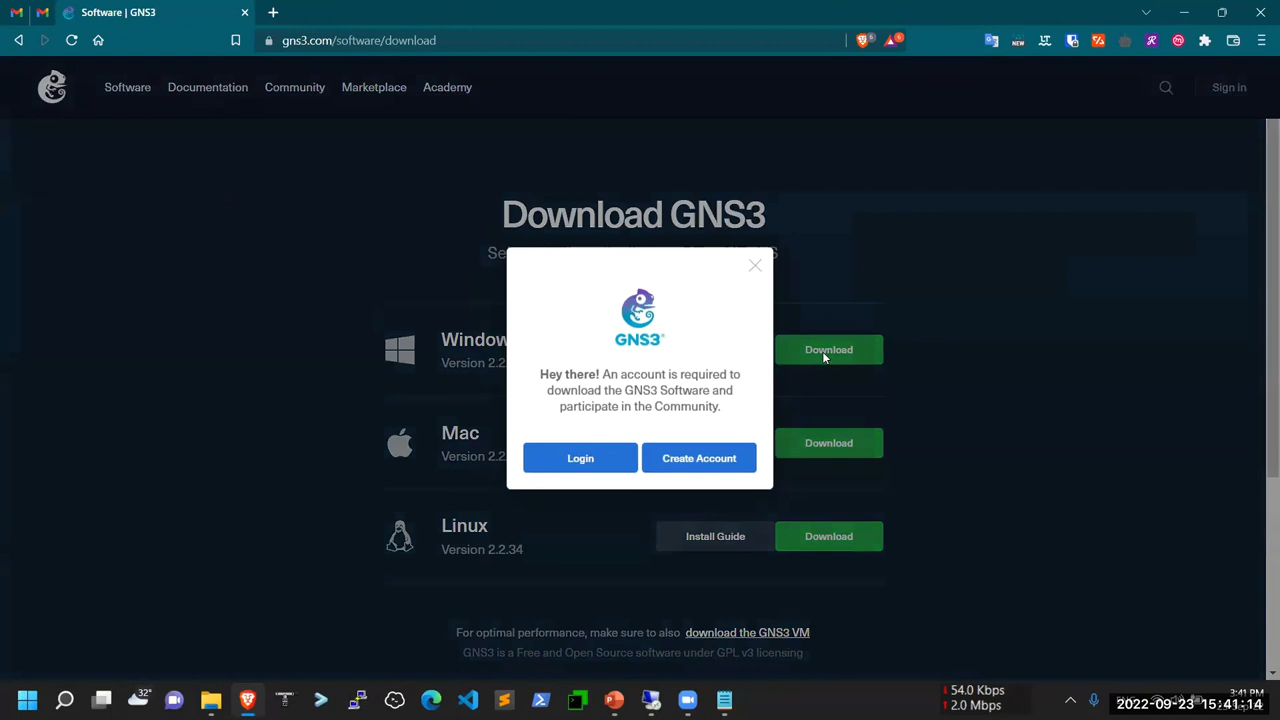 Software | GNS3
gns3.com/software/download
Software Documentation Community Marketplace Academy Sign in
Download GNS3
Hey there! An account is required to
download the GNS3 Software and
participate in the Community.
GNS3
Login Create Account
Window
Version 2.2
Download
Mac
Version 2.2
Download
Linux
Version 2.2.34
Install Guide Download
For optimal performance, make sure to also download the GNS3 VM
GNS3 is a Free and Open Source software under GPL v3 licensing
32°
54.0 Kbps
2.0 Mbps
3:41 PM
2022-09-23 15:41:14